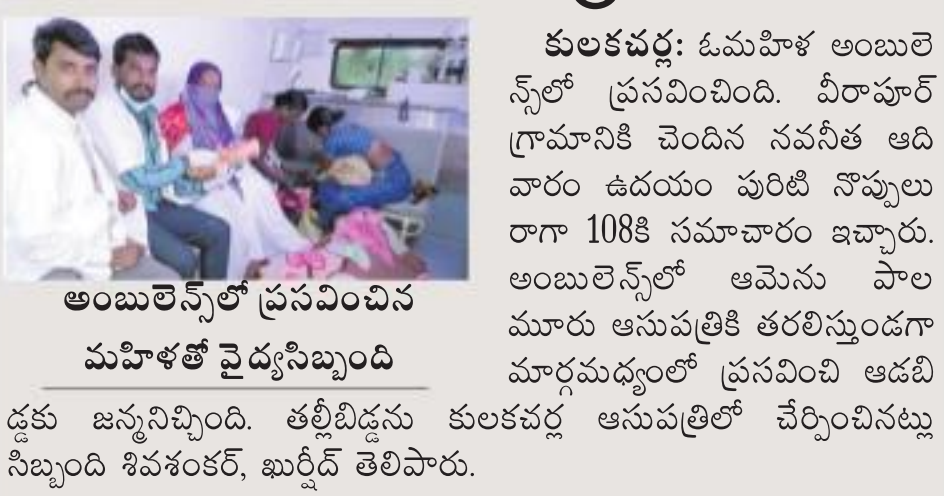 కులకచర్ల: ఓమహిళ అంబులె
న్స్‌లో ప్రసవించింది. వీరాపూర్
గ్రామానికి చెందిన నవనీత ఆది
వారం ఉదయం పురిటి నొప్పులు
రాగా 108కి సమాచారం ఇచ్చారు.
అంబులెన్స్‌లో ఆమెను పాల
మూరు ఆసుపత్రికి తరలిస్తుండగా
మార్గమధ్యంలో ప్రసవించి ఆడబి
డ్డకు జన్మనిచ్చింది. తల్లీబిడ్డను కులకచర్ల ఆసుపత్రిలో చేర్పించినట్లు
సిబ్బంది శివశంకర్, ఖుర్షీద్ తెలిపారు.
అంబులెన్స్‌లో ప్రసవించిన
మహిళతో వైద్యసిబ్బంది